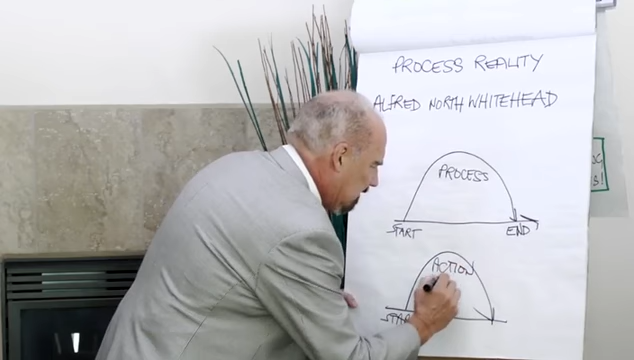 PROCESS REALITY
ALFRED NORTH WHITEHEAD
PROCESS
START
END
ACTION